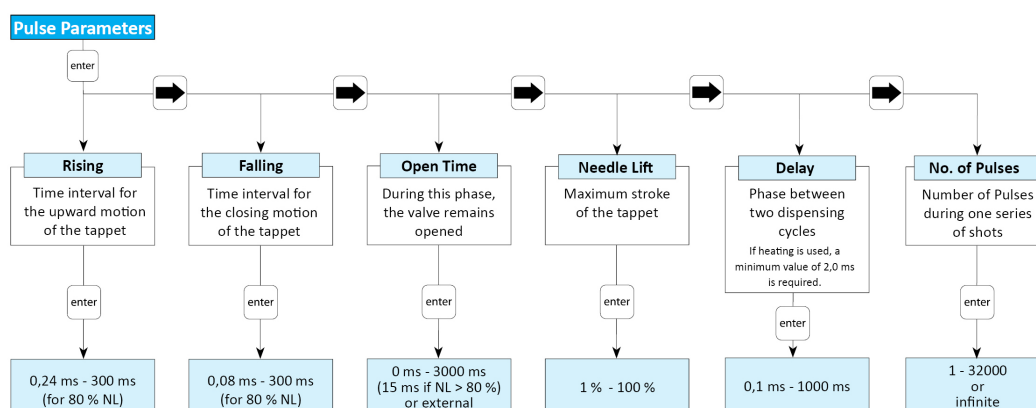 Pulse Parameters
enter
Rising
Time interval for
the upward motion
of the tappet
enter
0,24 ms - 300 ms
(for 80 % NL)
Falling
Time interval for
the closing motion
of the tappet
enter
0,08 ms - 300 ms
(for 80 % NL)
Open Time
During this phase,
the valve remains
opened
enter
0 ms - 3000 ms
(15 ms if NL > 80 %)
or external
Needle Lift
Maximum stroke
of the tappet
enter
1 % - 100 %
Delay
Phase between
two dispensing
cycles
If heating is used, a
minimum value of 2,0 ms
is required.
enter
0,1 ms - 1000 ms
No. of Pulses
Number of Pulses
during one series
of shots
enter
1 - 32000
or
infinite